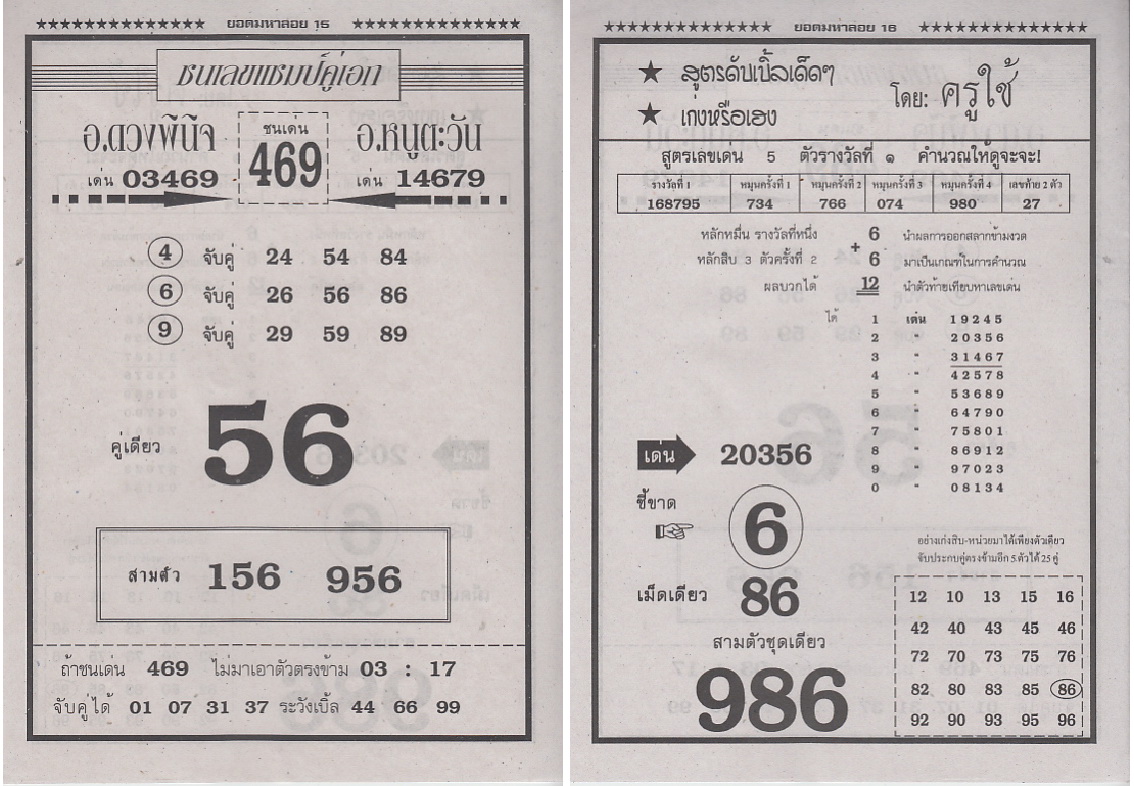 ★★★★★★★★★★★★★★ ยอดมหาลอย 15 ★★★★★★★★★★★★★★
ชนเลขแชมป์คู่เอก
อ.ดวงพินิจ
ชนเด่น
อ.หนูตะวัน
469
เด่น 03469
เด่น 14679
4 จับคู่ 24 54 84
6 จับคู่ 26 56 86
9 จับคู่ 29 59 89
คู่เดียว 56
สามตัว 156 956
ถ้าชนเด่น 469 ไม่มาเอาตัวตรงข้าม 03 : 17
จับคู่ได้ 01 07 31 37 ระวังเบิ้ล 44 66 99
★★★★★★★★★★★★★★ ยอดมหาลอย 16 ★★★★★★★★★★★★★★
★ สูตรดับเบิ้ลเด็ดๆ
★ เก่งหรือเฮง
โดย: ครูใช้
สูตรเลขเด่น 5 ตัวรางวัลที่ ๑ คำนวณให้ดูจะจะ!
รางวัลที่ 1 หมุนครั้งที่ 1 หมุนครั้งที่ 2 หมุนครั้งที่ 3 หมุนครั้งที่ 4 เลขท้าย 2 ตัว
168795 734 766 074 980 27
หลักหมื่น รางวัลที่หนึ่ง 6 นำผลการออกสลากข้ามงวด
+
หลักสิบ 3 ตัวครั้งที่ 2 6 มาเป็นเกณฑ์ในการคำนวณ
ผลบวกได้ 12 นำตัวท้ายเทียบหาเลขเด่น
ได้ 1 เด่น 19245
2 " 20356
3 " 31467
4 " 42578
5 " 53689
6 " 64790
7 " 75801
8 " 86912
9 " 97023
0 " 08134
เด่น 20356
ชี้ขาด
6
เม็ดเดียว 86
สามตัวชุดเดียว
986
อย่างเก่งสิบ-หน่วยมาได้เพียงตัวเดียว
จับประกบคู่ตรงข้ามอีก 5 ตัวได้ 25 คู่
12 10 13 15 16
42 40 43 45 46
72 70 73 75 76
82 80 83 85 86
92 90 93 95 96